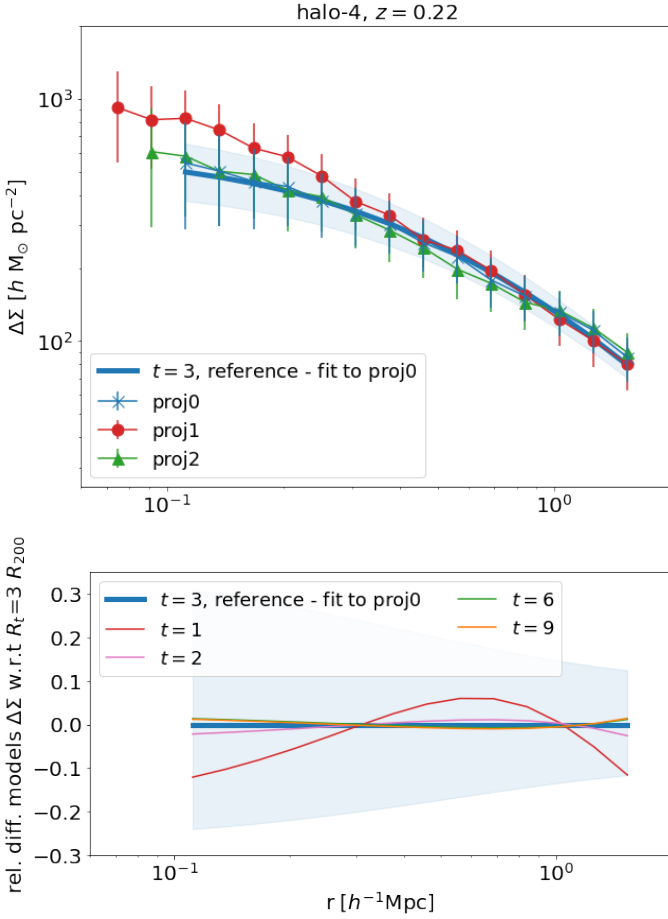 halo-4, z = 0.22
ΔΣ [h M⊙ pc⁻²]
10³
10²
t = 3, reference - fit to proj0
proj0
proj1
proj2
10⁻¹ 10⁰
rel. diff. models ΔΣ w.r.t Rₜ=3 R₂₀₀
0.3
0.2
0.1
0.0
−0.1
−0.2
−0.3
t = 3, reference - fit to proj0
t = 1
t = 2
t = 6
t = 9
10⁻¹ 10⁰
r [h⁻¹Mpc]